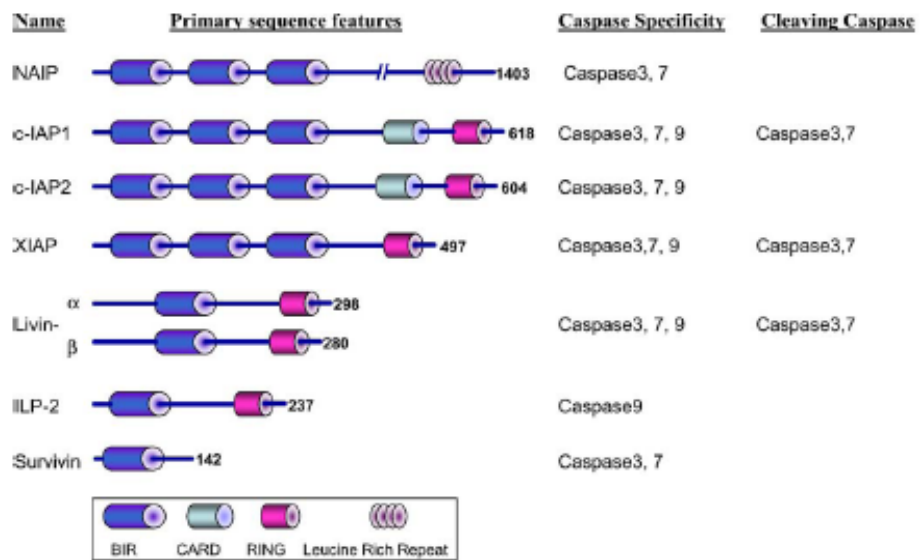 Name Primary sequence features Caspase Specificity Cleaving Caspase
NAIP 1403 Caspase3, 7
c-IAP1 618 Caspase3, 7, 9 Caspase3,7
c-IAP2 604 Caspase3, 7, 9
XIAP 497 Caspase3,7, 9 Caspase3,7
α 298
Livin- Caspase3, 7, 9 Caspase3,7
β 280
ILP-2 237 Caspase9
Survivin 142 Caspase3, 7
BIR CARD RING Leucine Rich Repeat